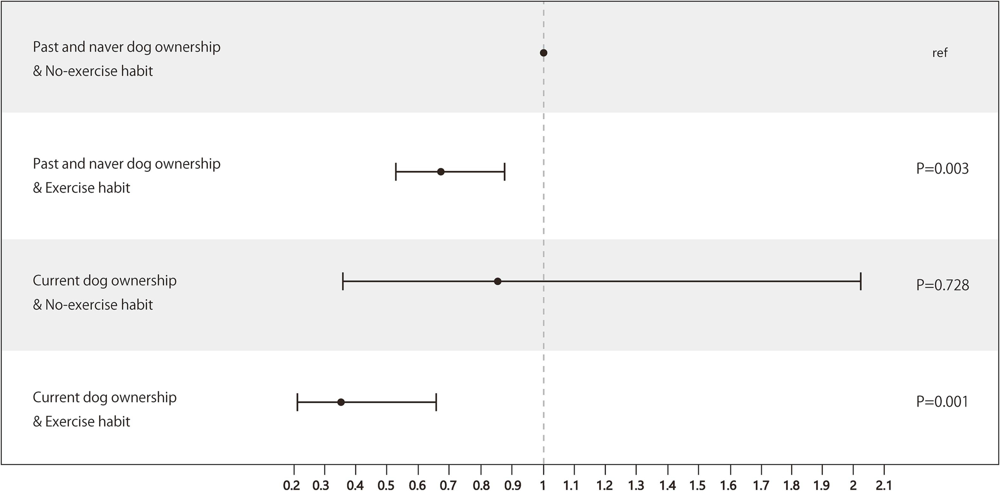 Past and naver dog ownership
& No-exercise habit
ref
Past and naver dog ownership
& Exercise habit
P=0.003
Current dog ownership
& No-exercise habit
P=0.728
Current dog ownership
& Exercise habit
P=0.001
0.2 0.3 0.4 0.5 0.6 0.7 0.8 0.9 1 1.1 1.2 1.3 1.4 1.5 1.6 1.7 1.8 1.9 2 2.1